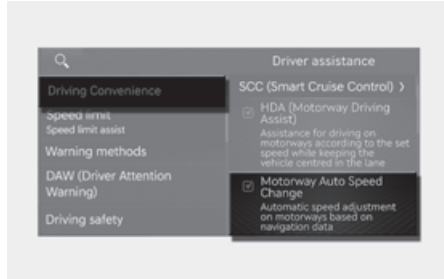 Driver assistance
Driving Convenience
Speed limit
Speed limit assist
Warning methods
DAW (Driver Attention
Warning)
Driving safety
SCC (Smart Cruise Control) >
HDA (Motorway Driving
Assist)
Assistance for driving on
motorways according to the set
speed while keeping the
vehicle centred in the lane
Motorway Auto Speed
Change
Automatic speed adjustment
on motorways based on
navigation data